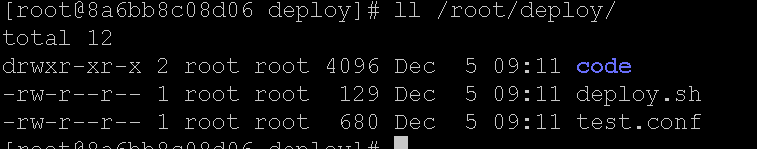 [root@8a6bb8c08d06 deploy]# ll /root/deploy/
total 12
drwxr-xr-x 2 root root 4096 Dec  5 09:11 code
-rw-r--r-- 1 root root  129 Dec  5 09:11 deploy.sh
-rw-r--r-- 1 root root  680 Dec  5 09:11 test.conf
[root@8a6bb8c08d06 deploy]#